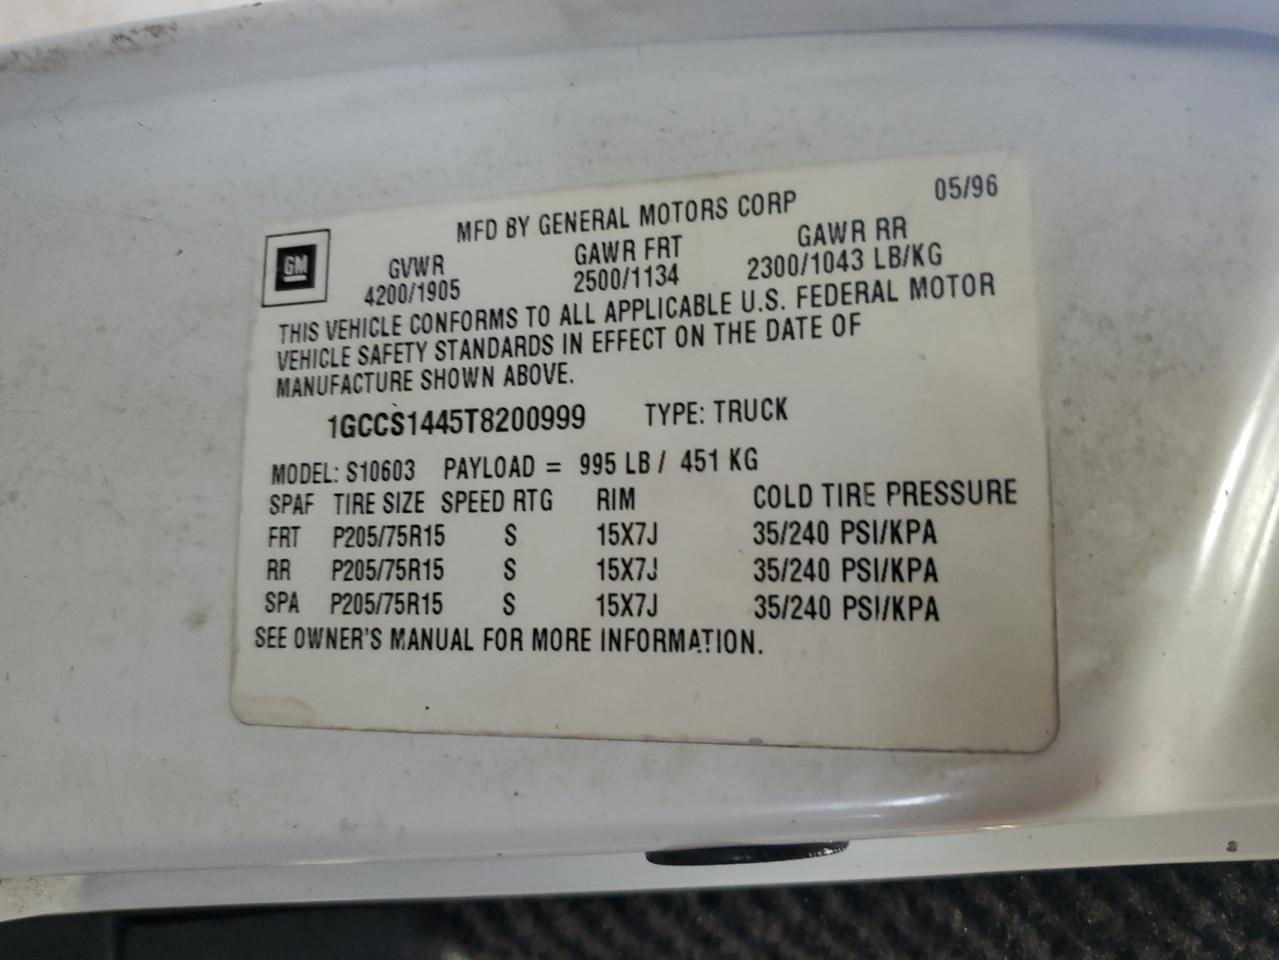 MFD BY GENERAL MOTORS CORP 05/96
GM
GVWR GAWR FRT GAWR RR
4200/1905 2500/1134 2300/1043 LB/KG
THIS VEHICLE CONFORMS TO ALL APPLICABLE U.S. FEDERAL MOTOR
VEHICLE SAFETY STANDARDS IN EFFECT ON THE DATE OF
MANUFACTURE SHOWN ABOVE.
1GCCS1445T8200999 TYPE: TRUCK
MODEL: S10603 PAYLOAD = 995 LB / 451 KG
SPAF TIRE SIZE SPEED RTG RIM COLD TIRE PRESSURE
FRT P205/75R15 S 15X7J 35/240 PSI/KPA
RR P205/75R15 S 15X7J 35/240 PSI/KPA
SPA P205/75R15 S 15X7J 35/240 PSI/KPA
SEE OWNER'S MANUAL FOR MORE INFORMATION.